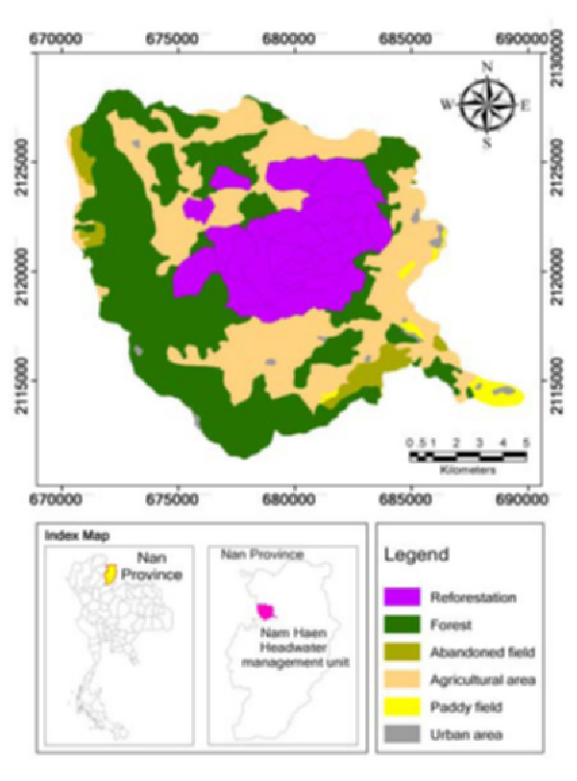 670000 675000 680000 685000 690000
N
W E
S
2130000
2125000 2125000
2120000 2120000
2115000 2115000
0 .5 1 2 3 4 5
Kilometers
670000 675000 680000 685000 690000
Index Map
Nan
Province
Nan Province
Nam Haen
Headwater
management unit
Legend
Reforestation
Forest
Abandoned field
Agricultural area
Paddy field
Urban area